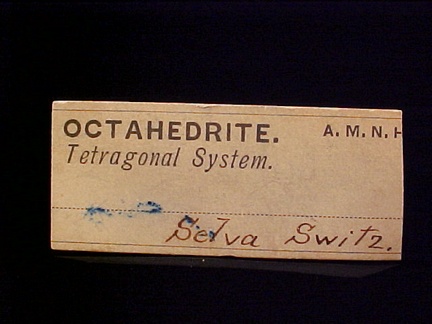 OCTAHEDRITE. A. M. N. H
Tetragonal System.
Selva Switz.